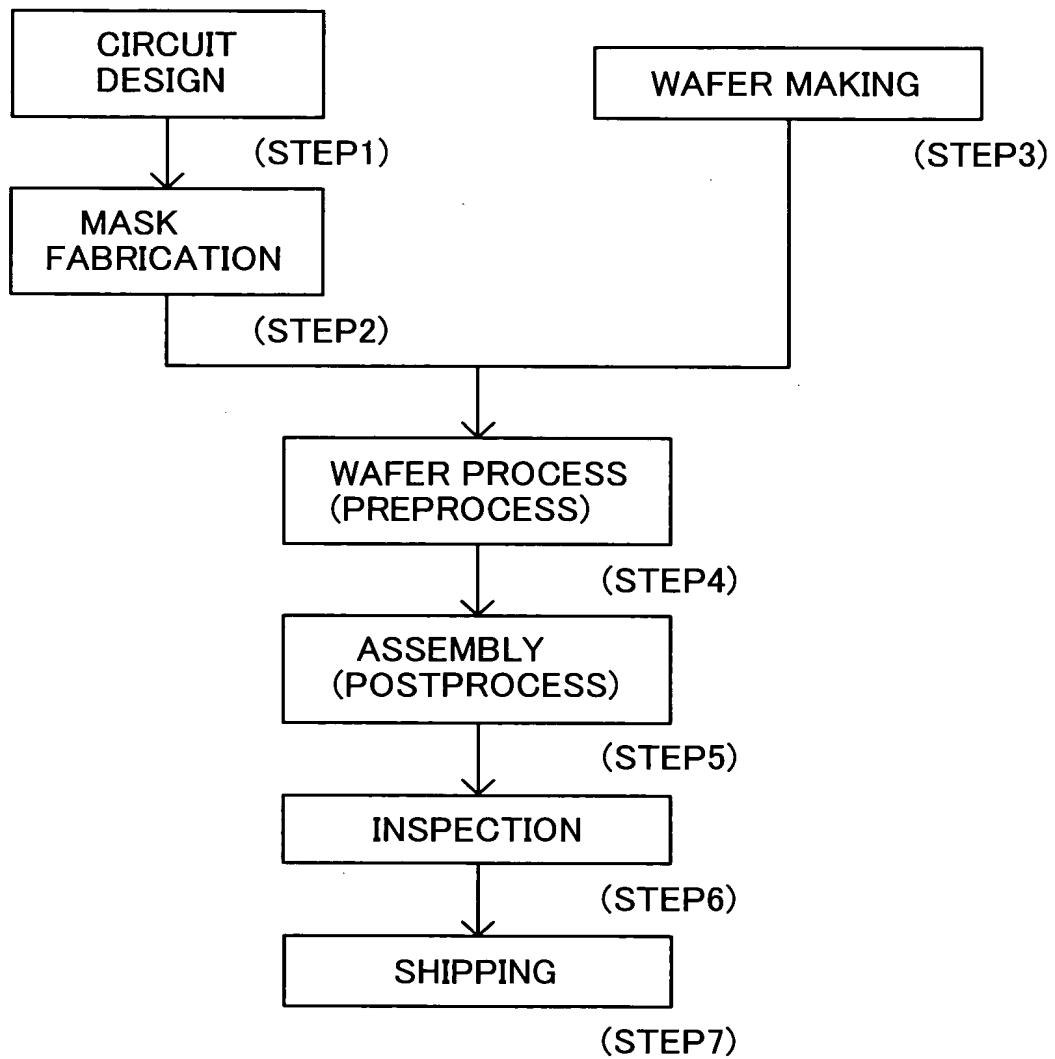 CIRCUIT
DESIGN
(STEP1)
MASK
FABRICATION
(STEP2)
WAFER MAKING
(STEP3)
WAFER PROCESS
(PREPROCESS)
(STEP4)
ASSEMBLY
(POSTPROCESS)
(STEP5)
INSPECTION
(STEP6)
SHIPPING
(STEP7)